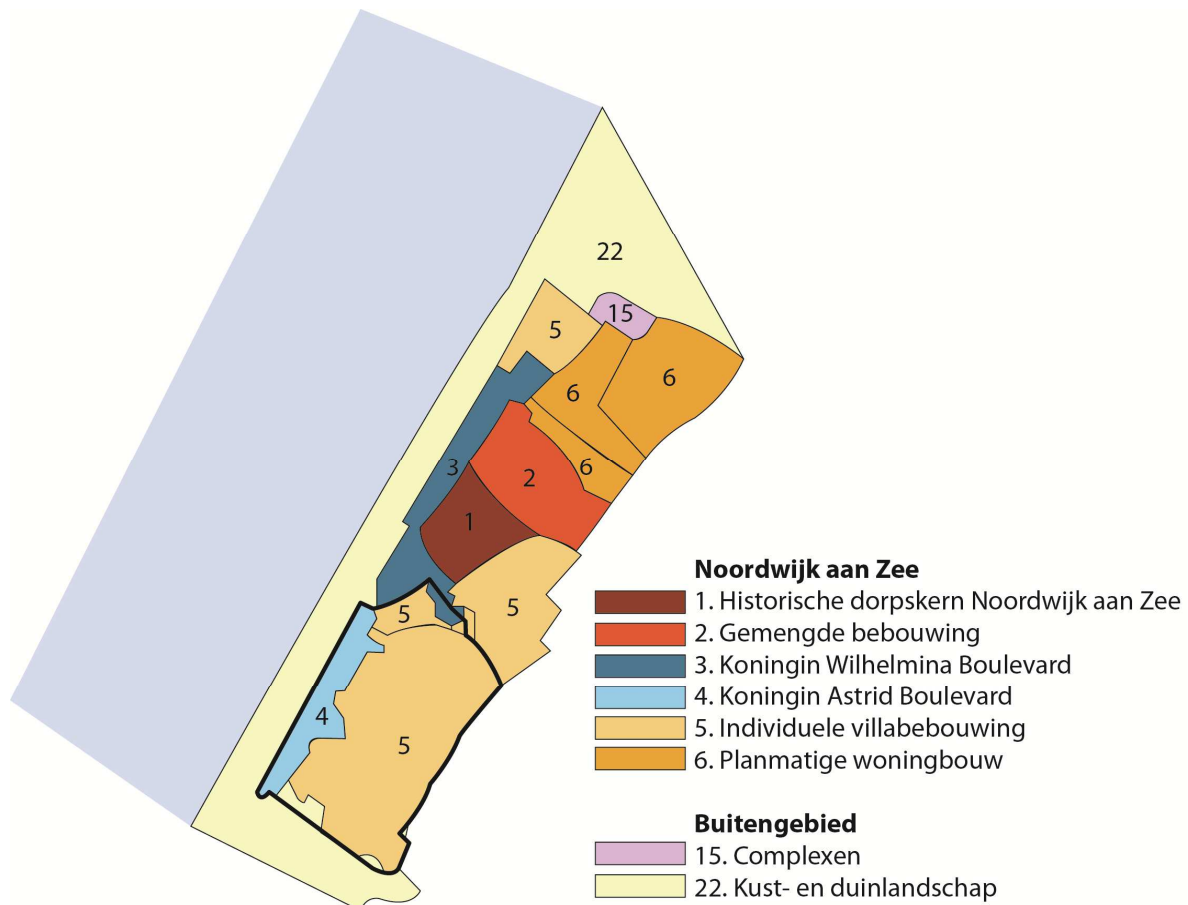 22
15
5
6
6
3
2
6
1
5
5
4
5
Noordwijk aan Zee
1. Historische dorpskern Noordwijk aan Zee
2. Gemengde bebouwing
3. Koningin Wilhelmina Boulevard
4. Koningin Astrid Boulevard
5. Individuele villabebouwing
6. Planmatige woningbouw
Buitengebied
15. Complexen
22. Kust- en duinlandschap